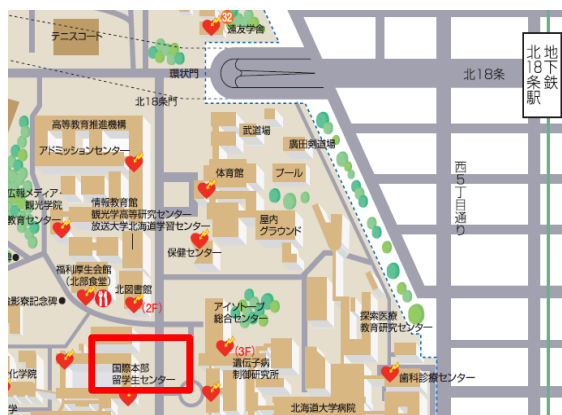 32
遠友学舎
テニスコート
環状門
北18条
地下鉄
北18条駅
北18条門
高等教育推進機構
アドミッションセンター
武道場
廣田剣道場
体育館
プール
西5丁目通り
広報メディア・
観光学院
教育センター
情報教育館
観光学高等研究センター
放送大学北海道学習センター
屋内
グラウンド
保健センター
福利厚生会館
(北部食堂)
北図書館
(2F)
影寮記念碑
アイソトープ
総合センター
探索医療
教育研究センター
国際本部
留学生センター
(3F)
遺伝子病
制御研究所
歯科診療センター
化学院
北海道大学病院